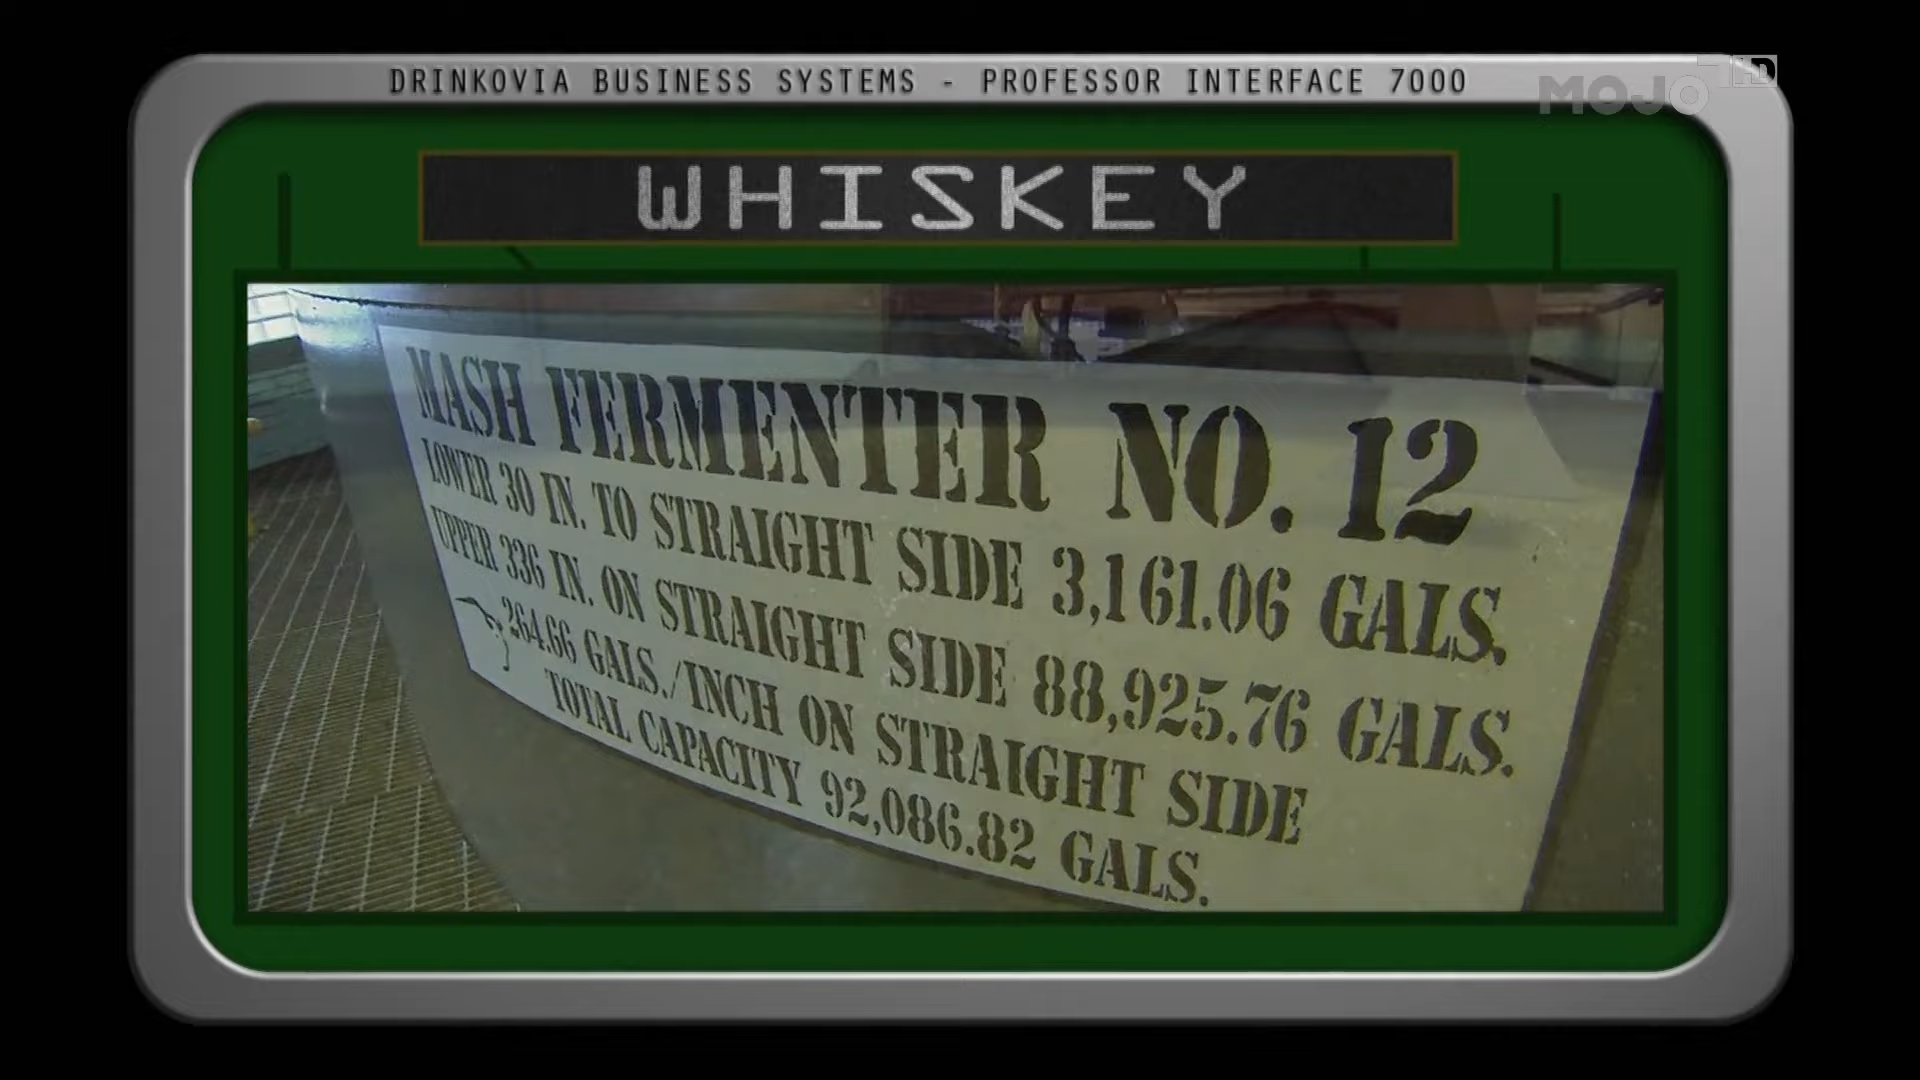 DRINKOVIA BUSINESS SYSTEMS - PROFESSOR INTERFACE 7000
MOJO HD
WHISKEY
MASH FERMENTER NO. 12
LOWER 30 IN. TO STRAIGHT SIDE 3,161.06 GALS.
UPPER 336 IN. ON STRAIGHT SIDE 88,925.76 GALS.
264.66 GALS./INCH ON STRAIGHT SIDE
TOTAL CAPACITY 92,086.82 GALS.